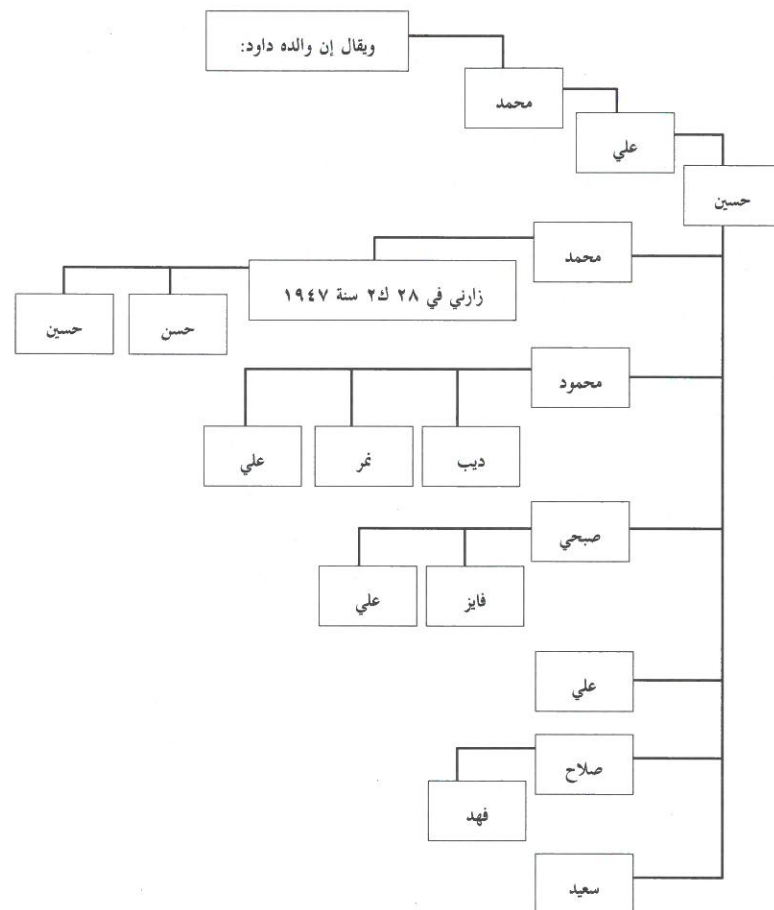 ويقال إن والده داود:
محمد
علي
حسين
محمد
زارني في ٢٨ ك٢ سنة ١٩٤٧
حسن
حسين
محمود
ديب
نمر
علي
صبحي
فايز
علي
علي
صلاح
فهد
سعيد